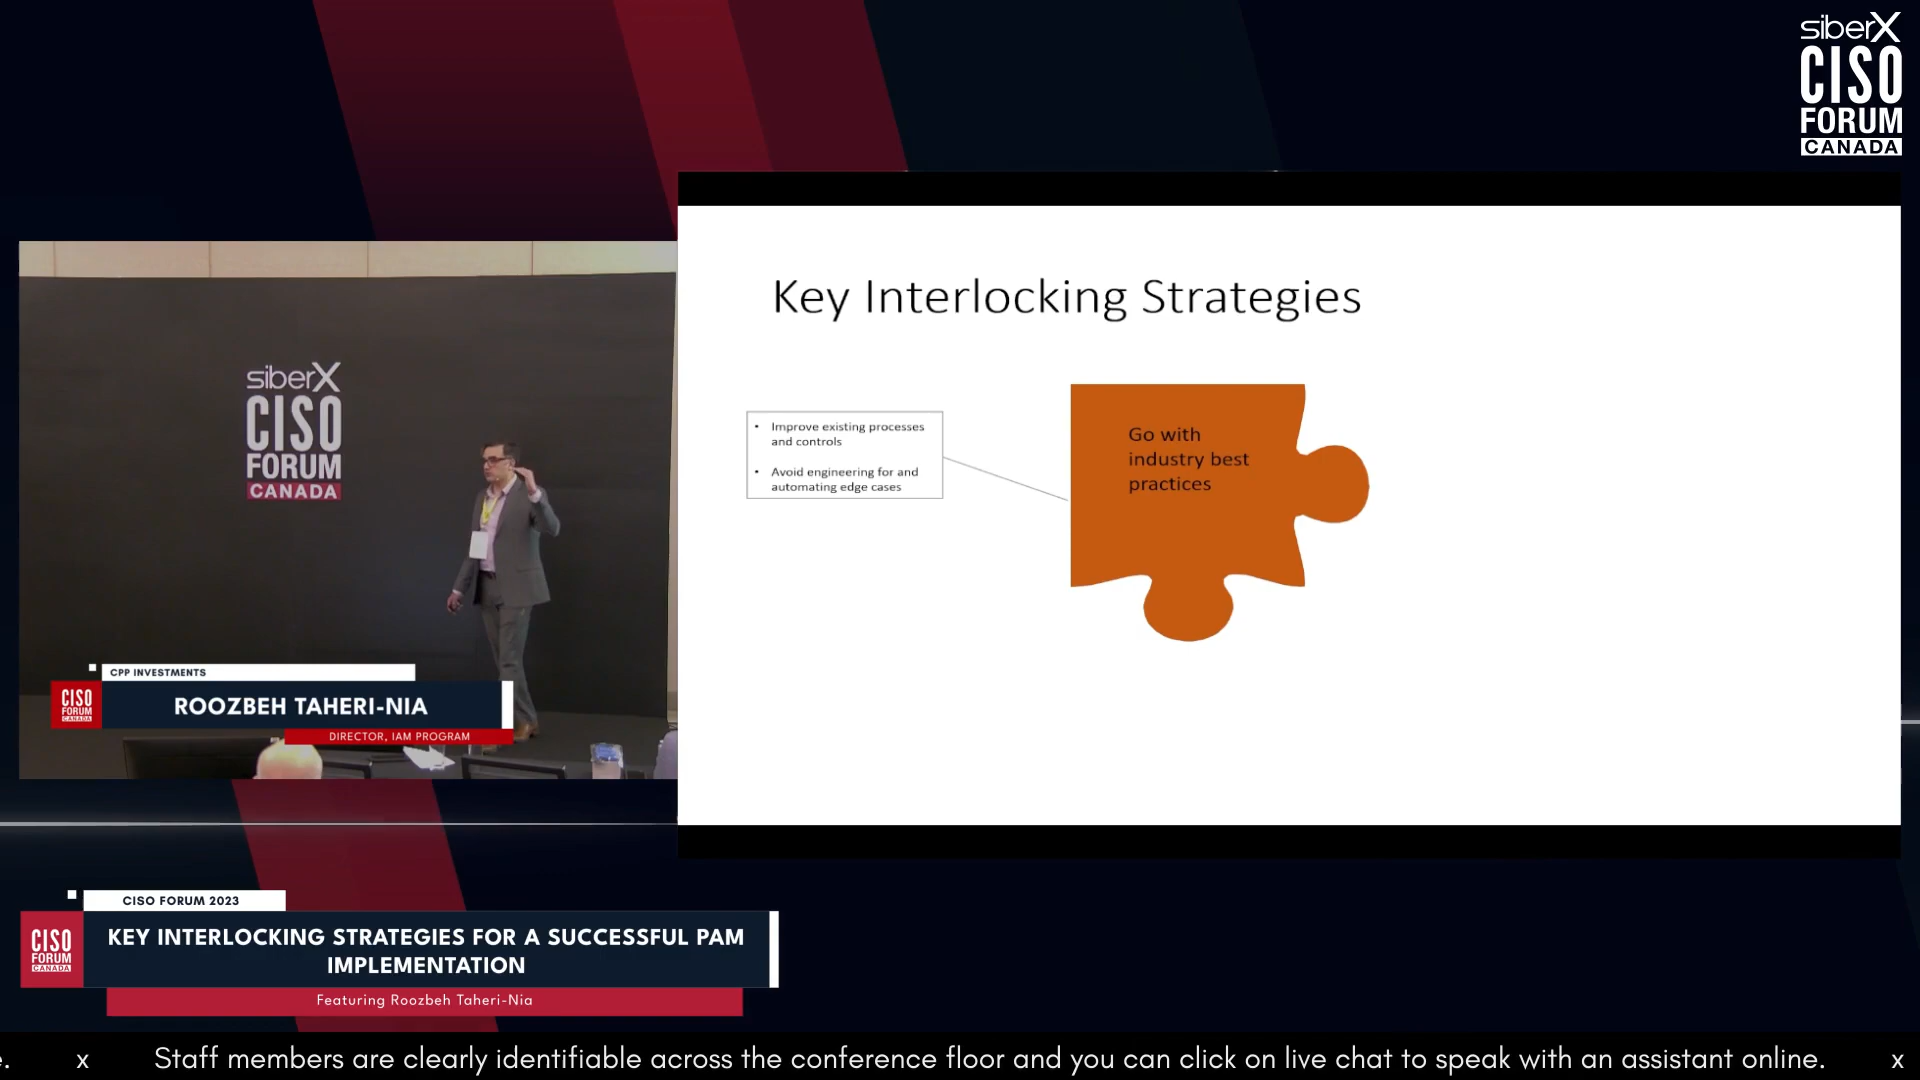 siberX
CISO
FORUM
CANADA
Key Interlocking Strategies
• Improve existing processes
and controls
• Avoid engineering for and
automating edge cases
Go with
industry best
practices
siberX
CISO
FORUM
CANADA
CPP INVESTMENTS
CISO
FORUM
CANADA
ROOZBEH TAHERI-NIA
DIRECTOR, IAM PROGRAM
CISO FORUM 2023
CISO
FORUM
CANADA
KEY INTERLOCKING STRATEGIES FOR A SUCCESSFUL PAM
IMPLEMENTATION
Featuring Roozbeh Taheri-Nia
x Staff members are clearly identifiable across the conference floor and you can click on live chat to speak with an assistant online. x